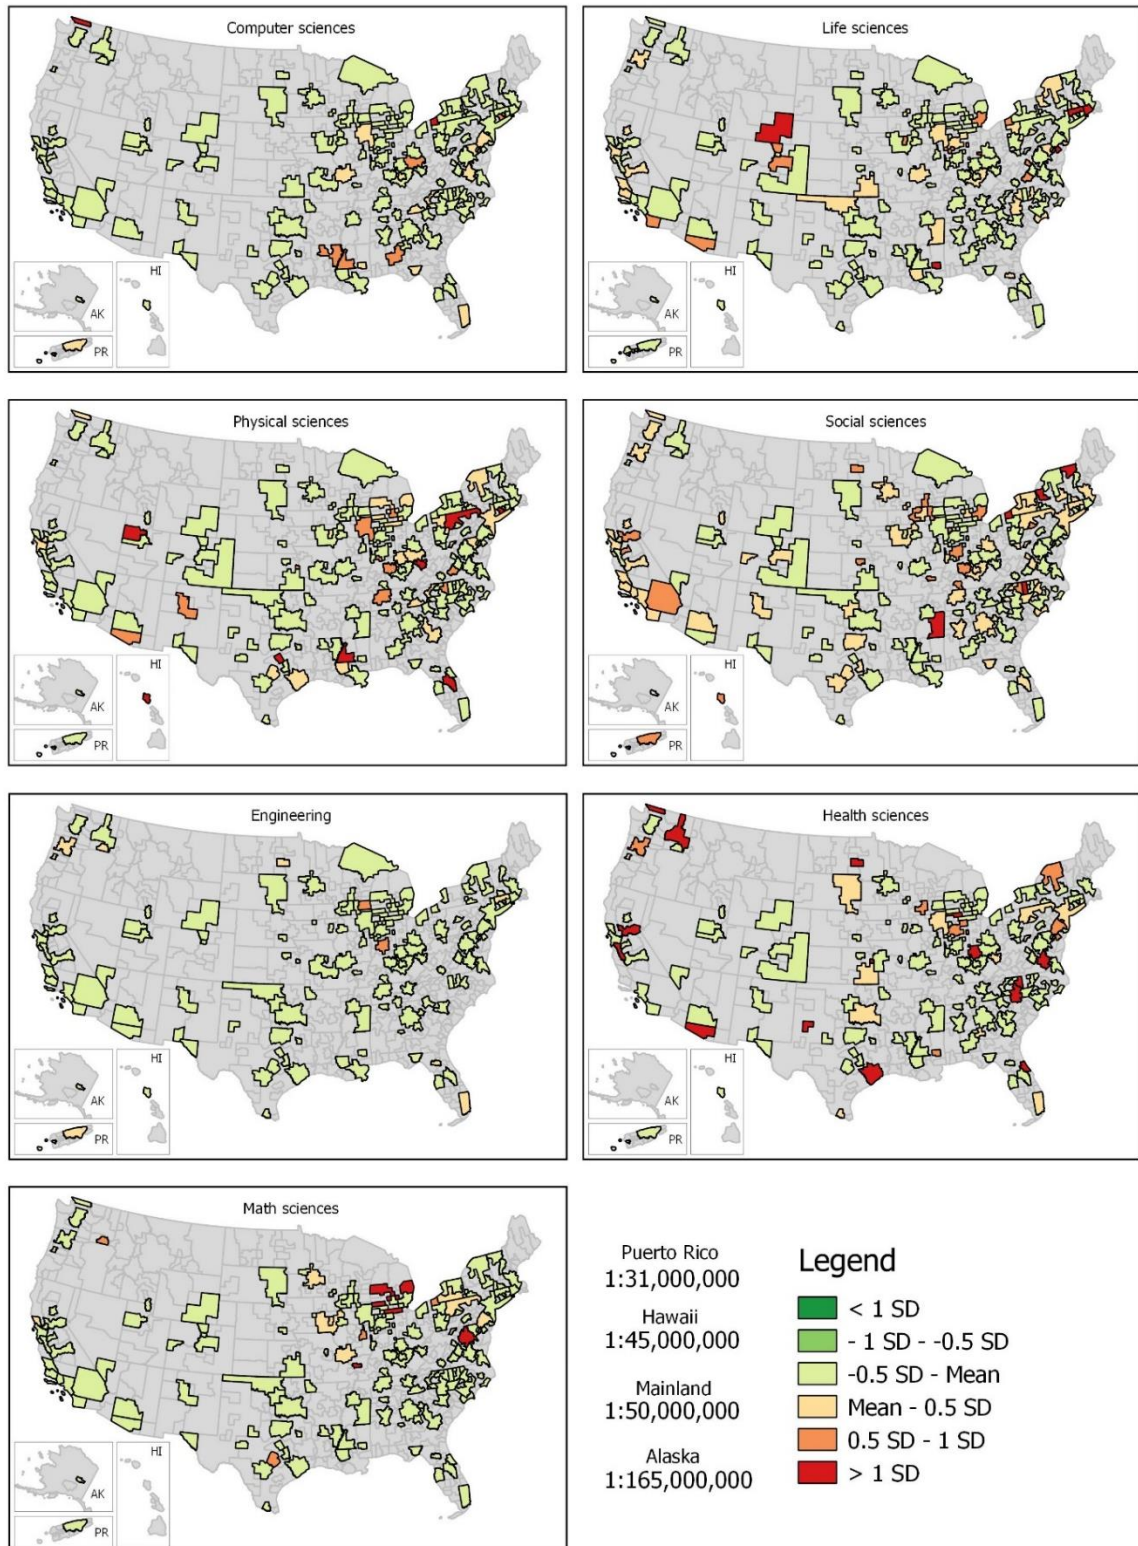 Computer sciences
HI
AK
PR
Life sciences
HI
AK
PR
Physical sciences
HI
AK
PR
Social sciences
HI
AK
PR
Engineering
HI
AK
PR
Health sciences
HI
AK
PR
Math sciences
HI
AK
PR
Puerto Rico
1:31,000,000
Hawaii
1:45,000,000
Mainland
1:50,000,000
Alaska
1:165,000,000
Legend
< 1 SD
- 1 SD - -0.5 SD
-0.5 SD - Mean
Mean - 0.5 SD
0.5 SD - 1 SD
> 1 SD